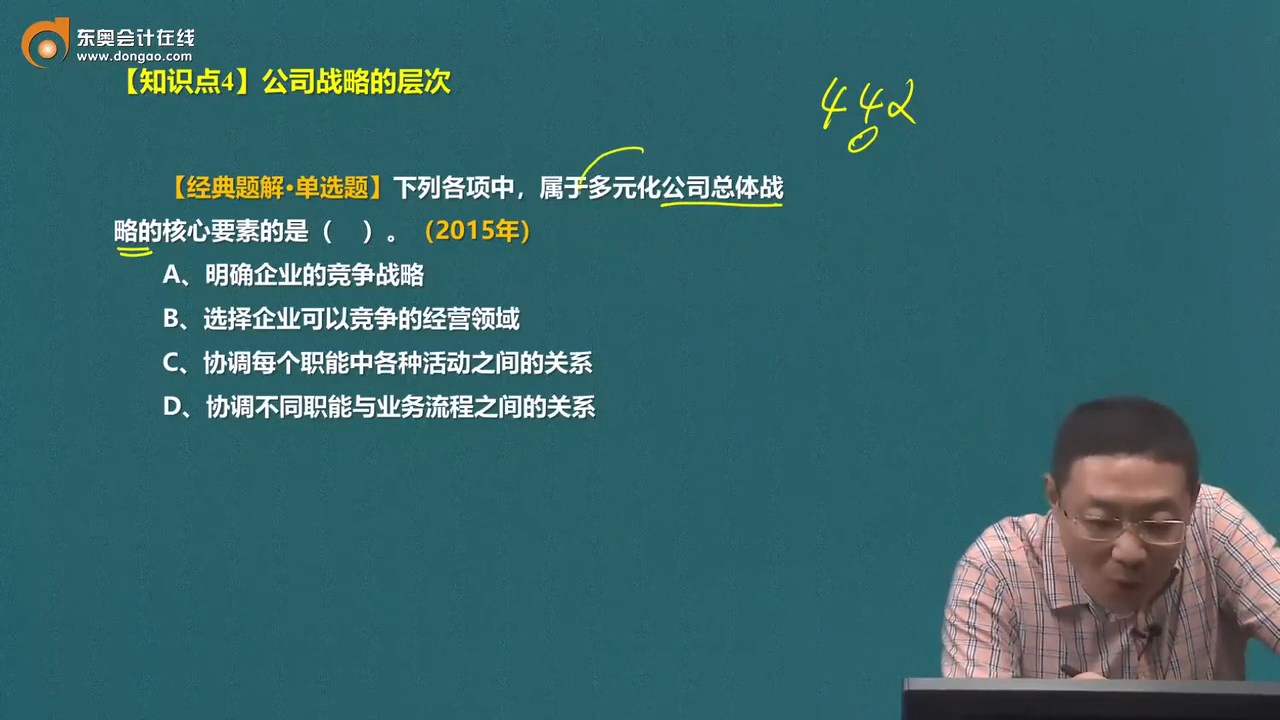 东奥会计在线
www.dongao.com
【知识点4】公司战略的层次
442
【经典题解·单选题】下列各项中，属于多元化公司总体战
略的核心要素的是（ ）。（2015年）
A、明确企业的竞争战略
B、选择企业可以竞争的经营领域
C、协调每个职能中各种活动之间的关系
D、协调不同职能与业务流程之间的关系